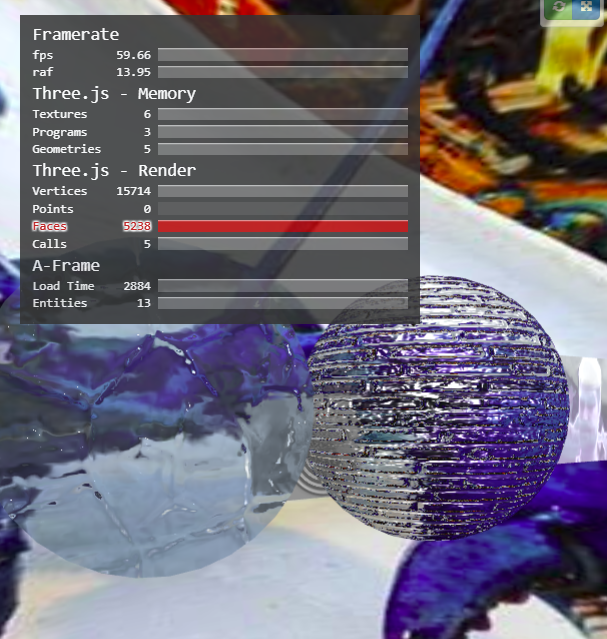 Framerate
fps 59.66
raf 13.95
Three.js - Memory
Textures 6
Programs 3
Geometries 5
Three.js - Render
Vertices 15714
Points 0
Faces 5238
Calls 5
A-Frame
Load Time 2884
Entities 13